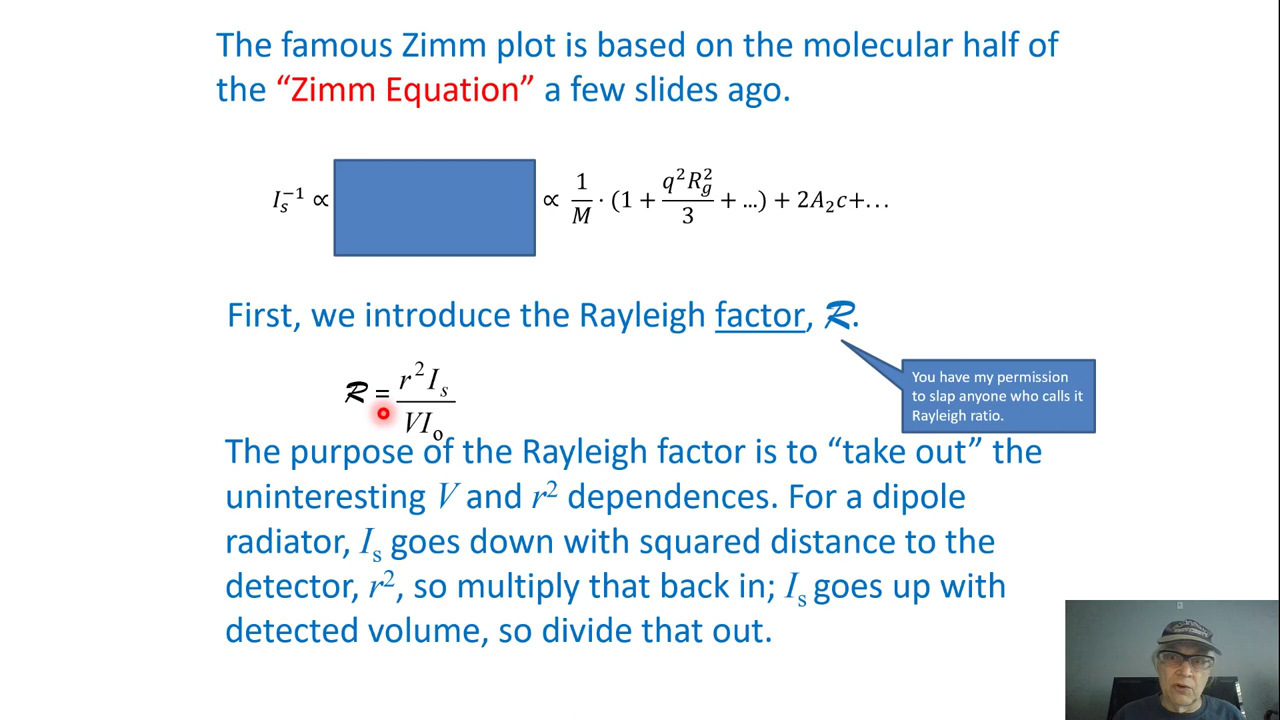 The famous Zimm plot is based on the molecular half of
the “Zimm Equation” a few slides ago.
I_s^{-1} ∝ ∝ 1/M · (1 + q²R_g²/3 + ...) + 2A₂c+...
First, we introduce the Rayleigh factor, ℛ.
You have my permission
to slap anyone who calls it
Rayleigh ratio.
ℛ = r²I_s/VI_o
The purpose of the Rayleigh factor is to “take out” the
uninteresting V and r² dependences. For a dipole
radiator, I_s goes down with squared distance to the
detector, r², so multiply that back in; I_s goes up with
detected volume, so divide that out.